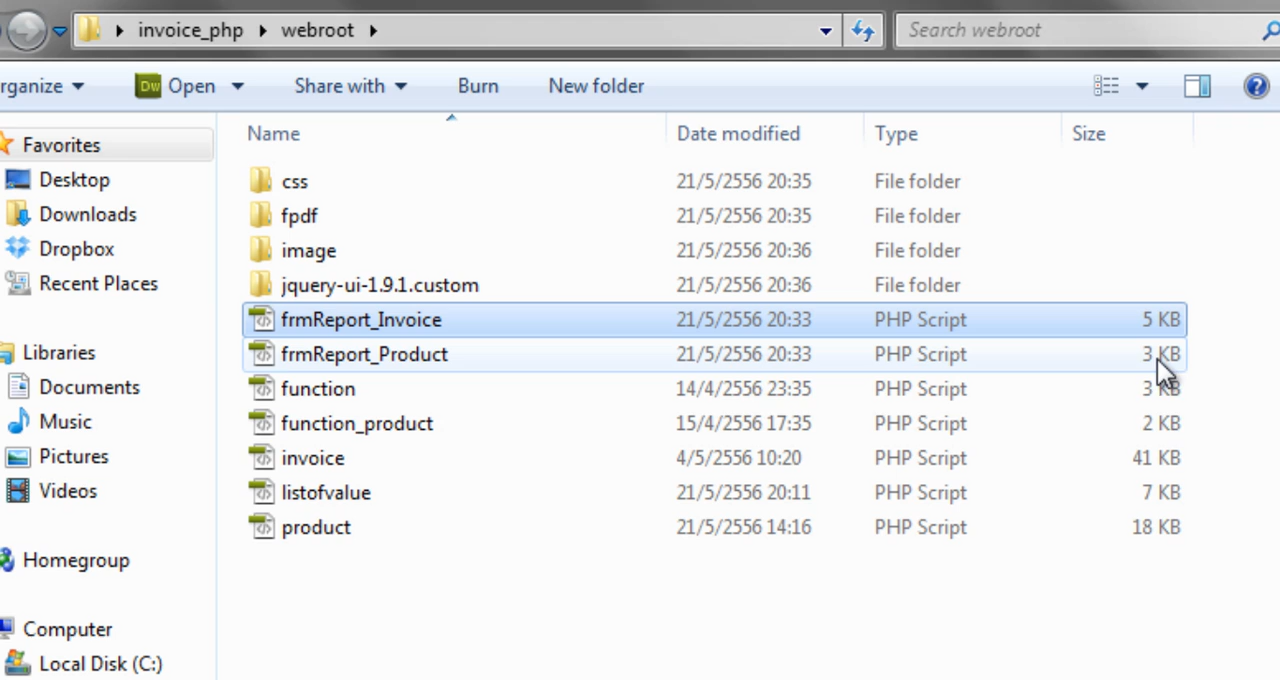 invoice_php webroot Search webroot
rganize Dw Open Share with Burn New folder
Name Date modified Type Size
Favorites
Desktop
Downloads
Dropbox
Recent Places
Libraries
Documents
Music
Pictures
Videos
Homegroup
Computer
Local Disk (C:)
css 21/5/2556 20:35 File folder
fpdf 21/5/2556 20:35 File folder
image 21/5/2556 20:36 File folder
jquery-ui-1.9.1.custom 21/5/2556 20:36 File folder
frmReport_Invoice 21/5/2556 20:33 PHP Script 5 KB
frmReport_Product 21/5/2556 20:33 PHP Script 3 KB
function 14/4/2556 23:35 PHP Script 3 KB
function_product 15/4/2556 17:35 PHP Script 2 KB
invoice 4/5/2556 10:20 PHP Script 41 KB
listofvalue 21/5/2556 20:11 PHP Script 7 KB
product 21/5/2556 14:16 PHP Script 18 KB